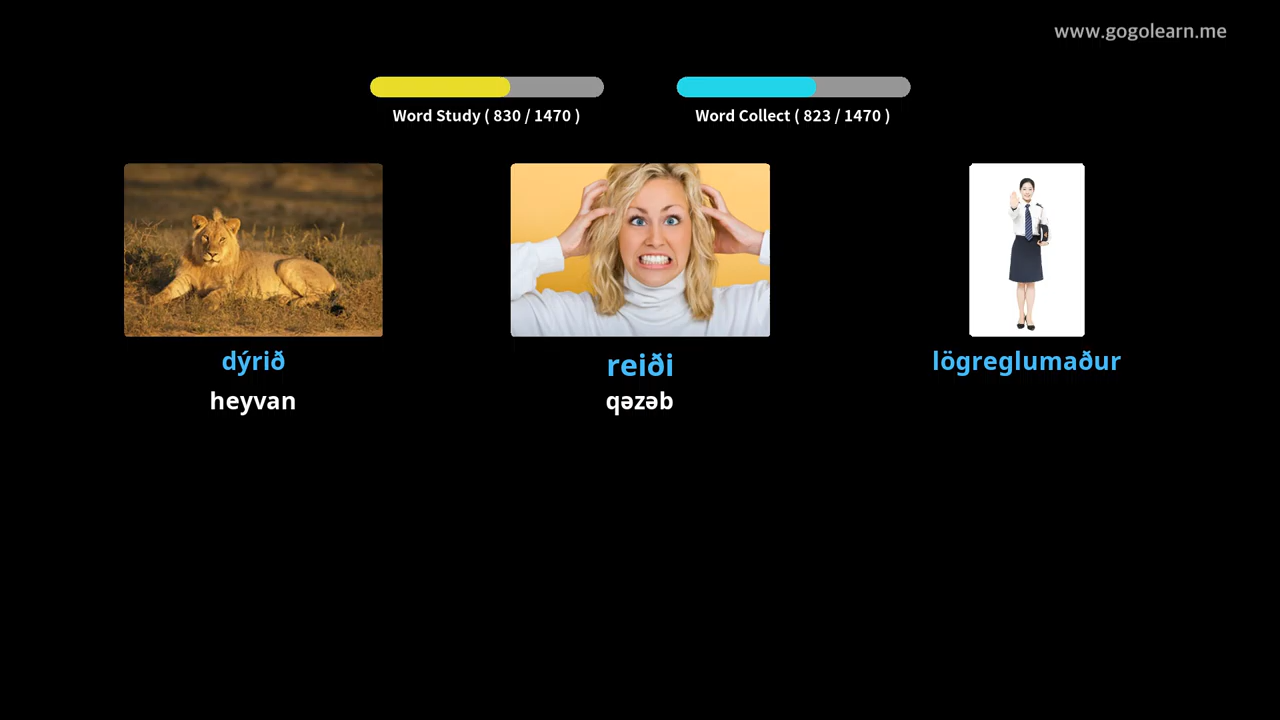 www.gogolearn.me
Word Study ( 830 / 1470 )
Word Collect ( 823 / 1470 )
dýrið
heyvan
reiði
qəzəb
lögreglumaður